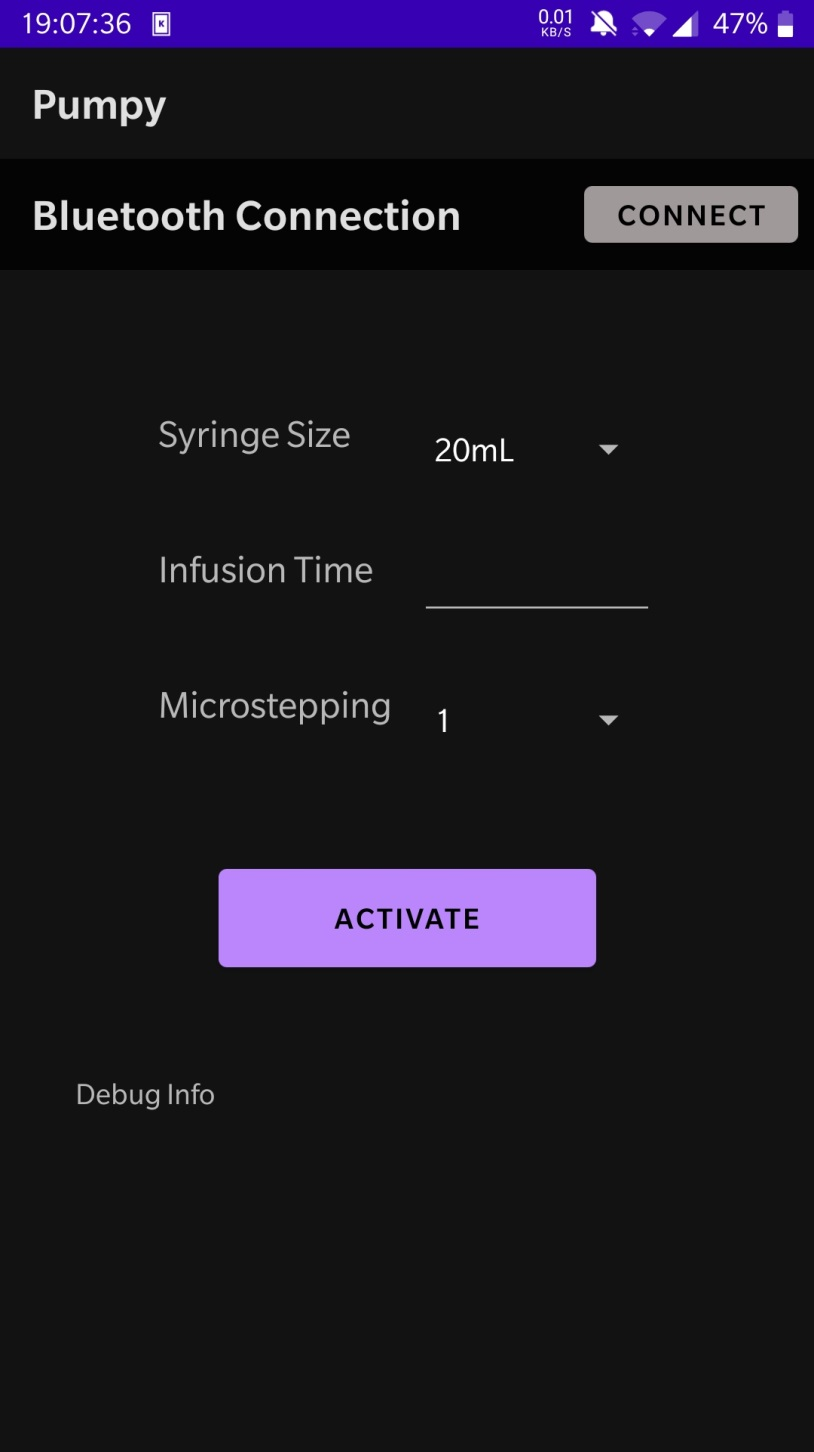 19:07:36 K 0.01 KB/S 47%
Pumpy
Bluetooth Connection CONNECT
Syringe Size 20mL
Infusion Time
Microstepping 1
ACTIVATE
Debug Info